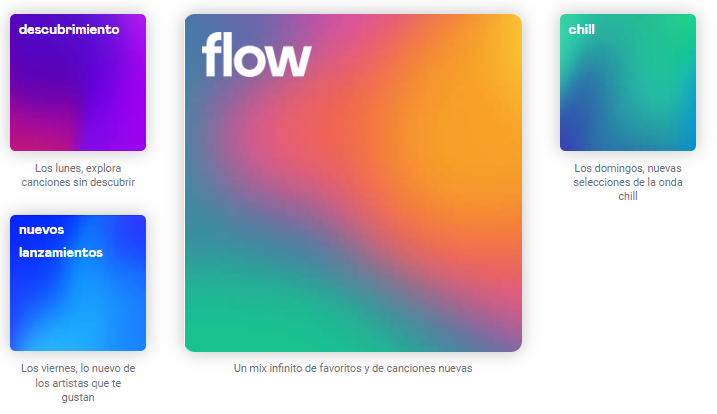 descubrimiento
Los lunes, explora
canciones sin descubrir
nuevos
lanzamientos
Los viernes, lo nuevo de
los artistas que te
gustan
flow
Un mix infinito de favoritos y de canciones nuevas
chill
Los domingos, nuevas
selecciones de la onda
chill